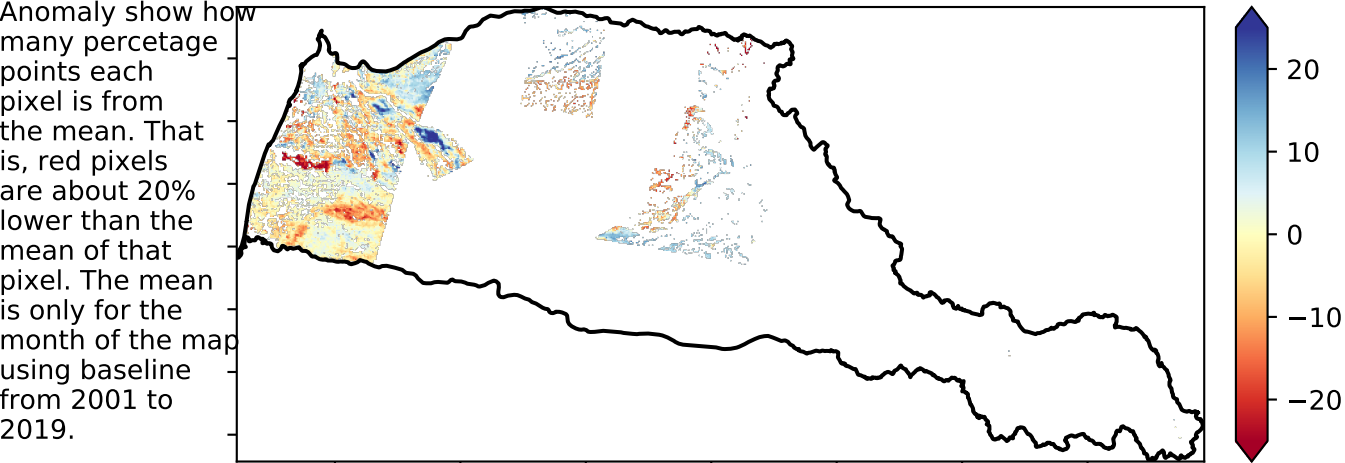 Anomaly show how
many percetage
points each
pixel is from
the mean. That
is, red pixels
are about 20%
lower than the
mean of that
pixel. The mean
is only for the
month of the map
using baseline
from 2001 to
2019.
20
10
0
−10
−20